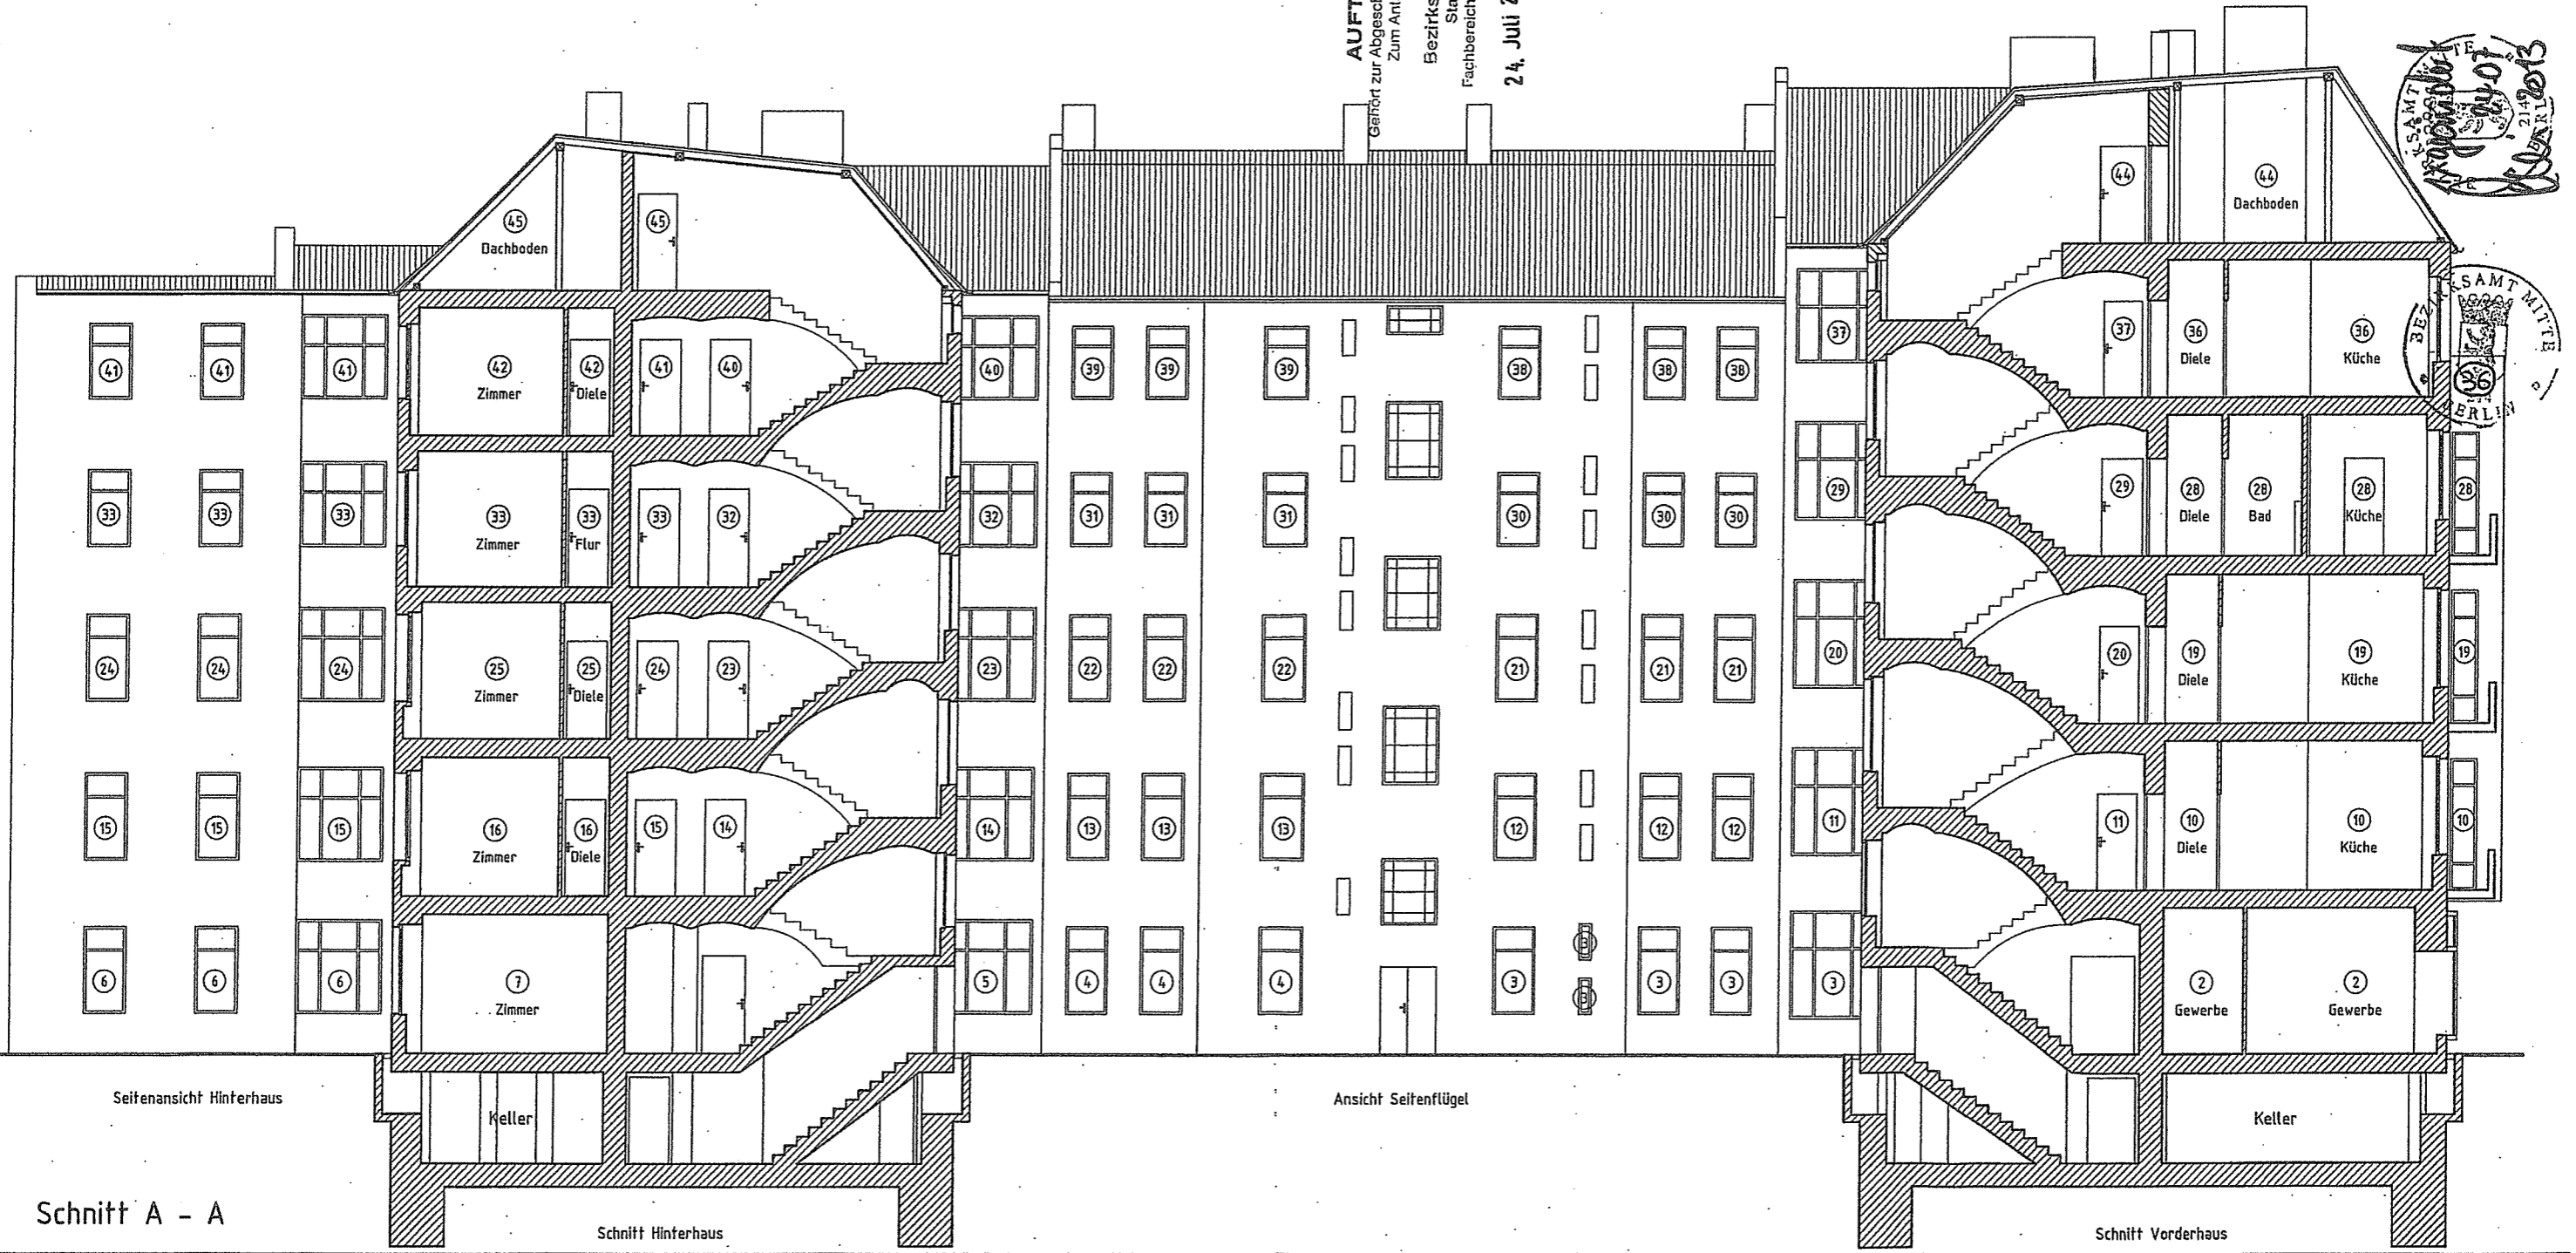 AUFT
Gehört zur Abgesch
Zum Ant
Bezirks
Sta
Fachbereich
24. Juli 2
BEZIRKSAMT MITTE
BERLIN
2013
44
44
Dachboden
45
Dachboden
45
41
41
41
42
Zimmer
42
Diele
41
40
40
39
39
39
38
38
38
37
37
36
Diele
36
Küche
36
33
33
33
33
Zimmer
33
Flur
33
32
32
31
31
31
30
30
30
29
29
28
Diele
28
Bad
28
Küche
28
24
24
24
25
Zimmer
25
Diele
24
23
23
22
22
22
21
21
21
20
20
19
Diele
19
Küche
19
15
15
15
16
Zimmer
16
Diele
15
14
14
13
13
13
12
12
12
11
11
10
Diele
10
Küche
10
6
6
6
7
Zimmer
5
4
4
4
3
3
3
3
3
3
2
Gewerbe
2
Gewerbe
Seitenansicht Hinterhaus
Keller
Ansicht Seitenflügel
Keller
Schnitt A - A
Schnitt Hinterhaus
Schnitt Vorderhaus